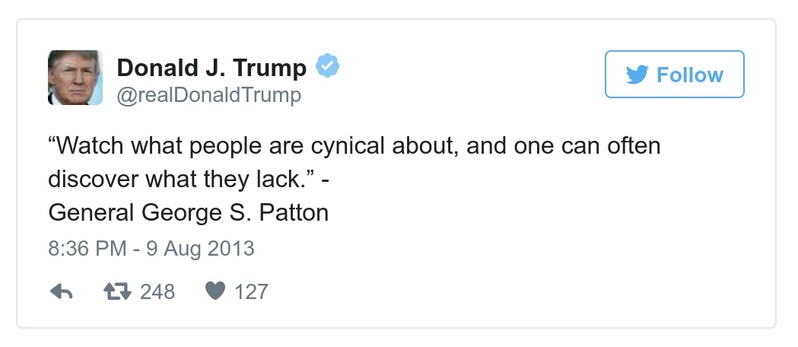 Donald J. Trump
@realDonaldTrump
Follow
“Watch what people are cynical about, and one can often
discover what they lack.” -
General George S. Patton
8:36 PM - 9 Aug 2013
248 127